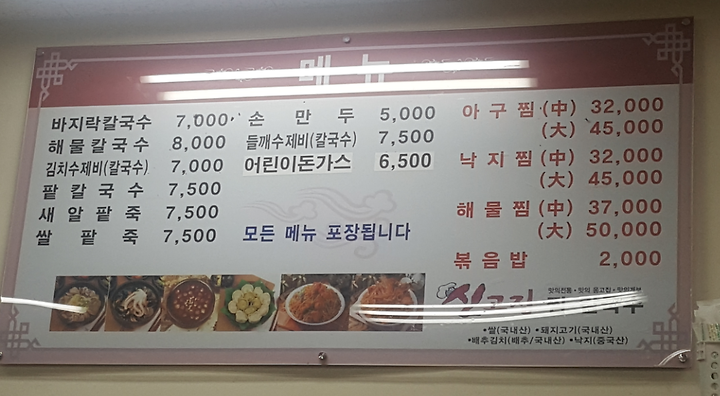 메뉴
바지락칼국수 7,000
해물칼국수 8,000
김치수제비(칼국수) 7,000
팥칼국수 7,500
새알팥죽 7,500
쌀팥죽 7,500
손만두 5,000
들깨수제비(칼국수) 7,500
어린이돈가스 6,500
모든 메뉴 포장됩니다
아구찜(中) 32,000
(大) 45,000
낙지찜(中) 32,000
(大) 45,000
해물찜(中) 37,000
(大) 50,000
볶음밥 2,000
•쌀(국내산) •돼지고기(국내산)
•배추김치(배추/국내산) •낙지(중국산)